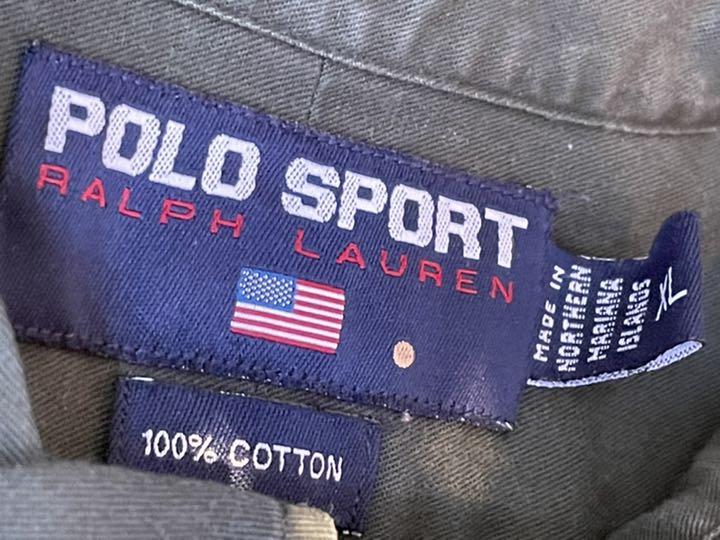 POLO SPORT
RALPH LAUREN
MADE IN
NORTHERN
MARIANA
ISLANDS
XL
100% COTTON